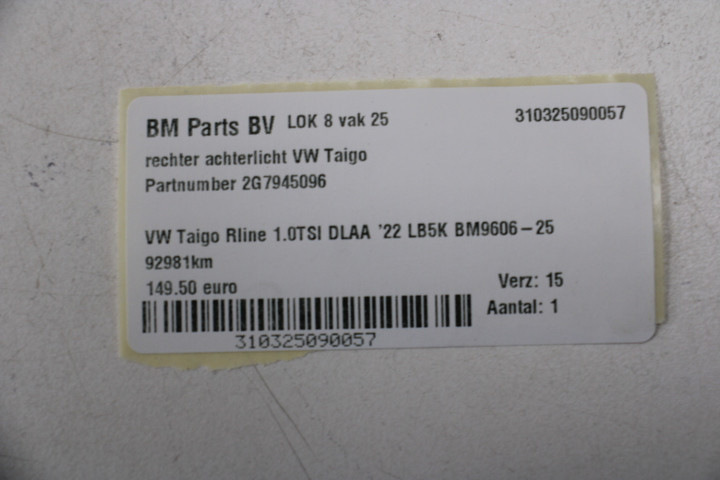 BM Parts BV LOK 8 vak 25 310325090057
rechter achterlicht VW Taigo
Partnumber 2G7945096
VW Taigo Rline 1.0TSI DLAA '22 LB5K BM9606-25
92981km
149.50 euro Verz: 15
Aantal: 1
310325090057